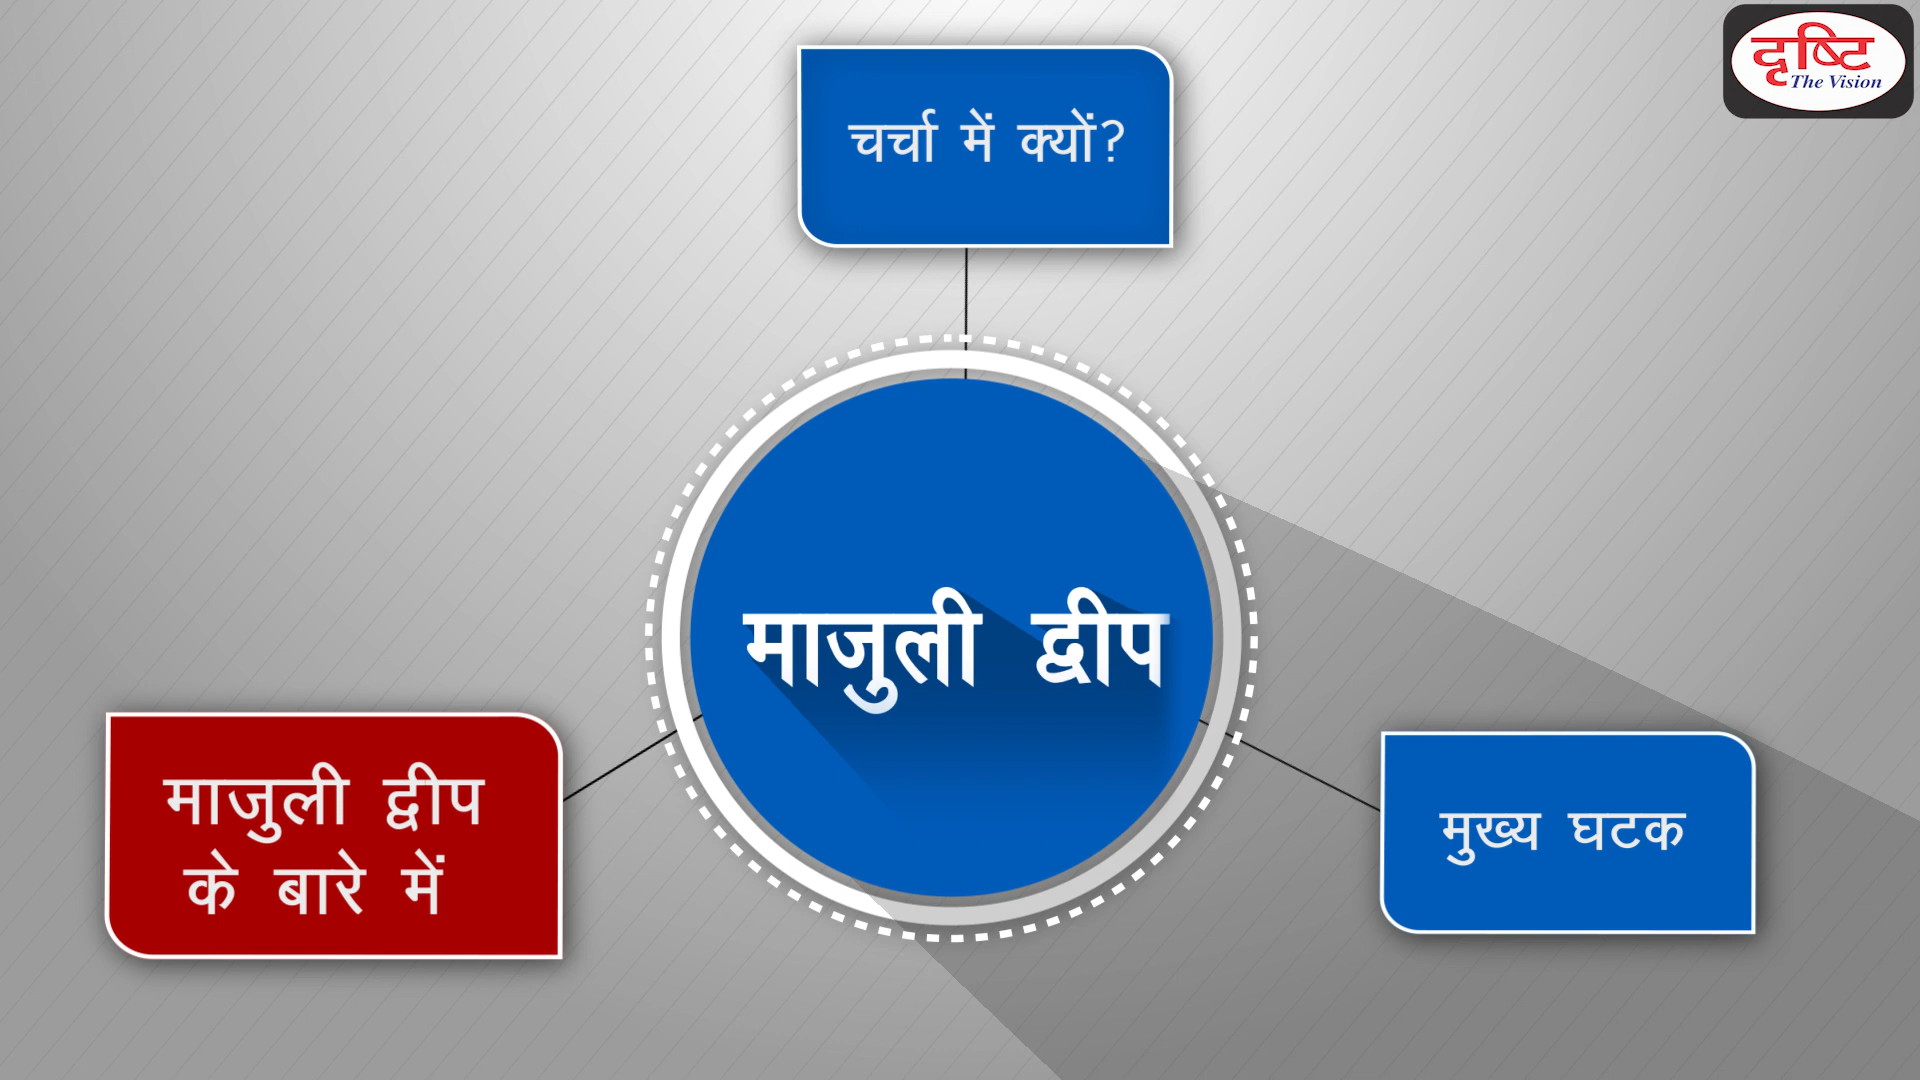 दृष्टि
The Vision
चर्चा में क्यों?
माजुली द्वीप
माजुली द्वीप
के बारे में
मुख्य घटक